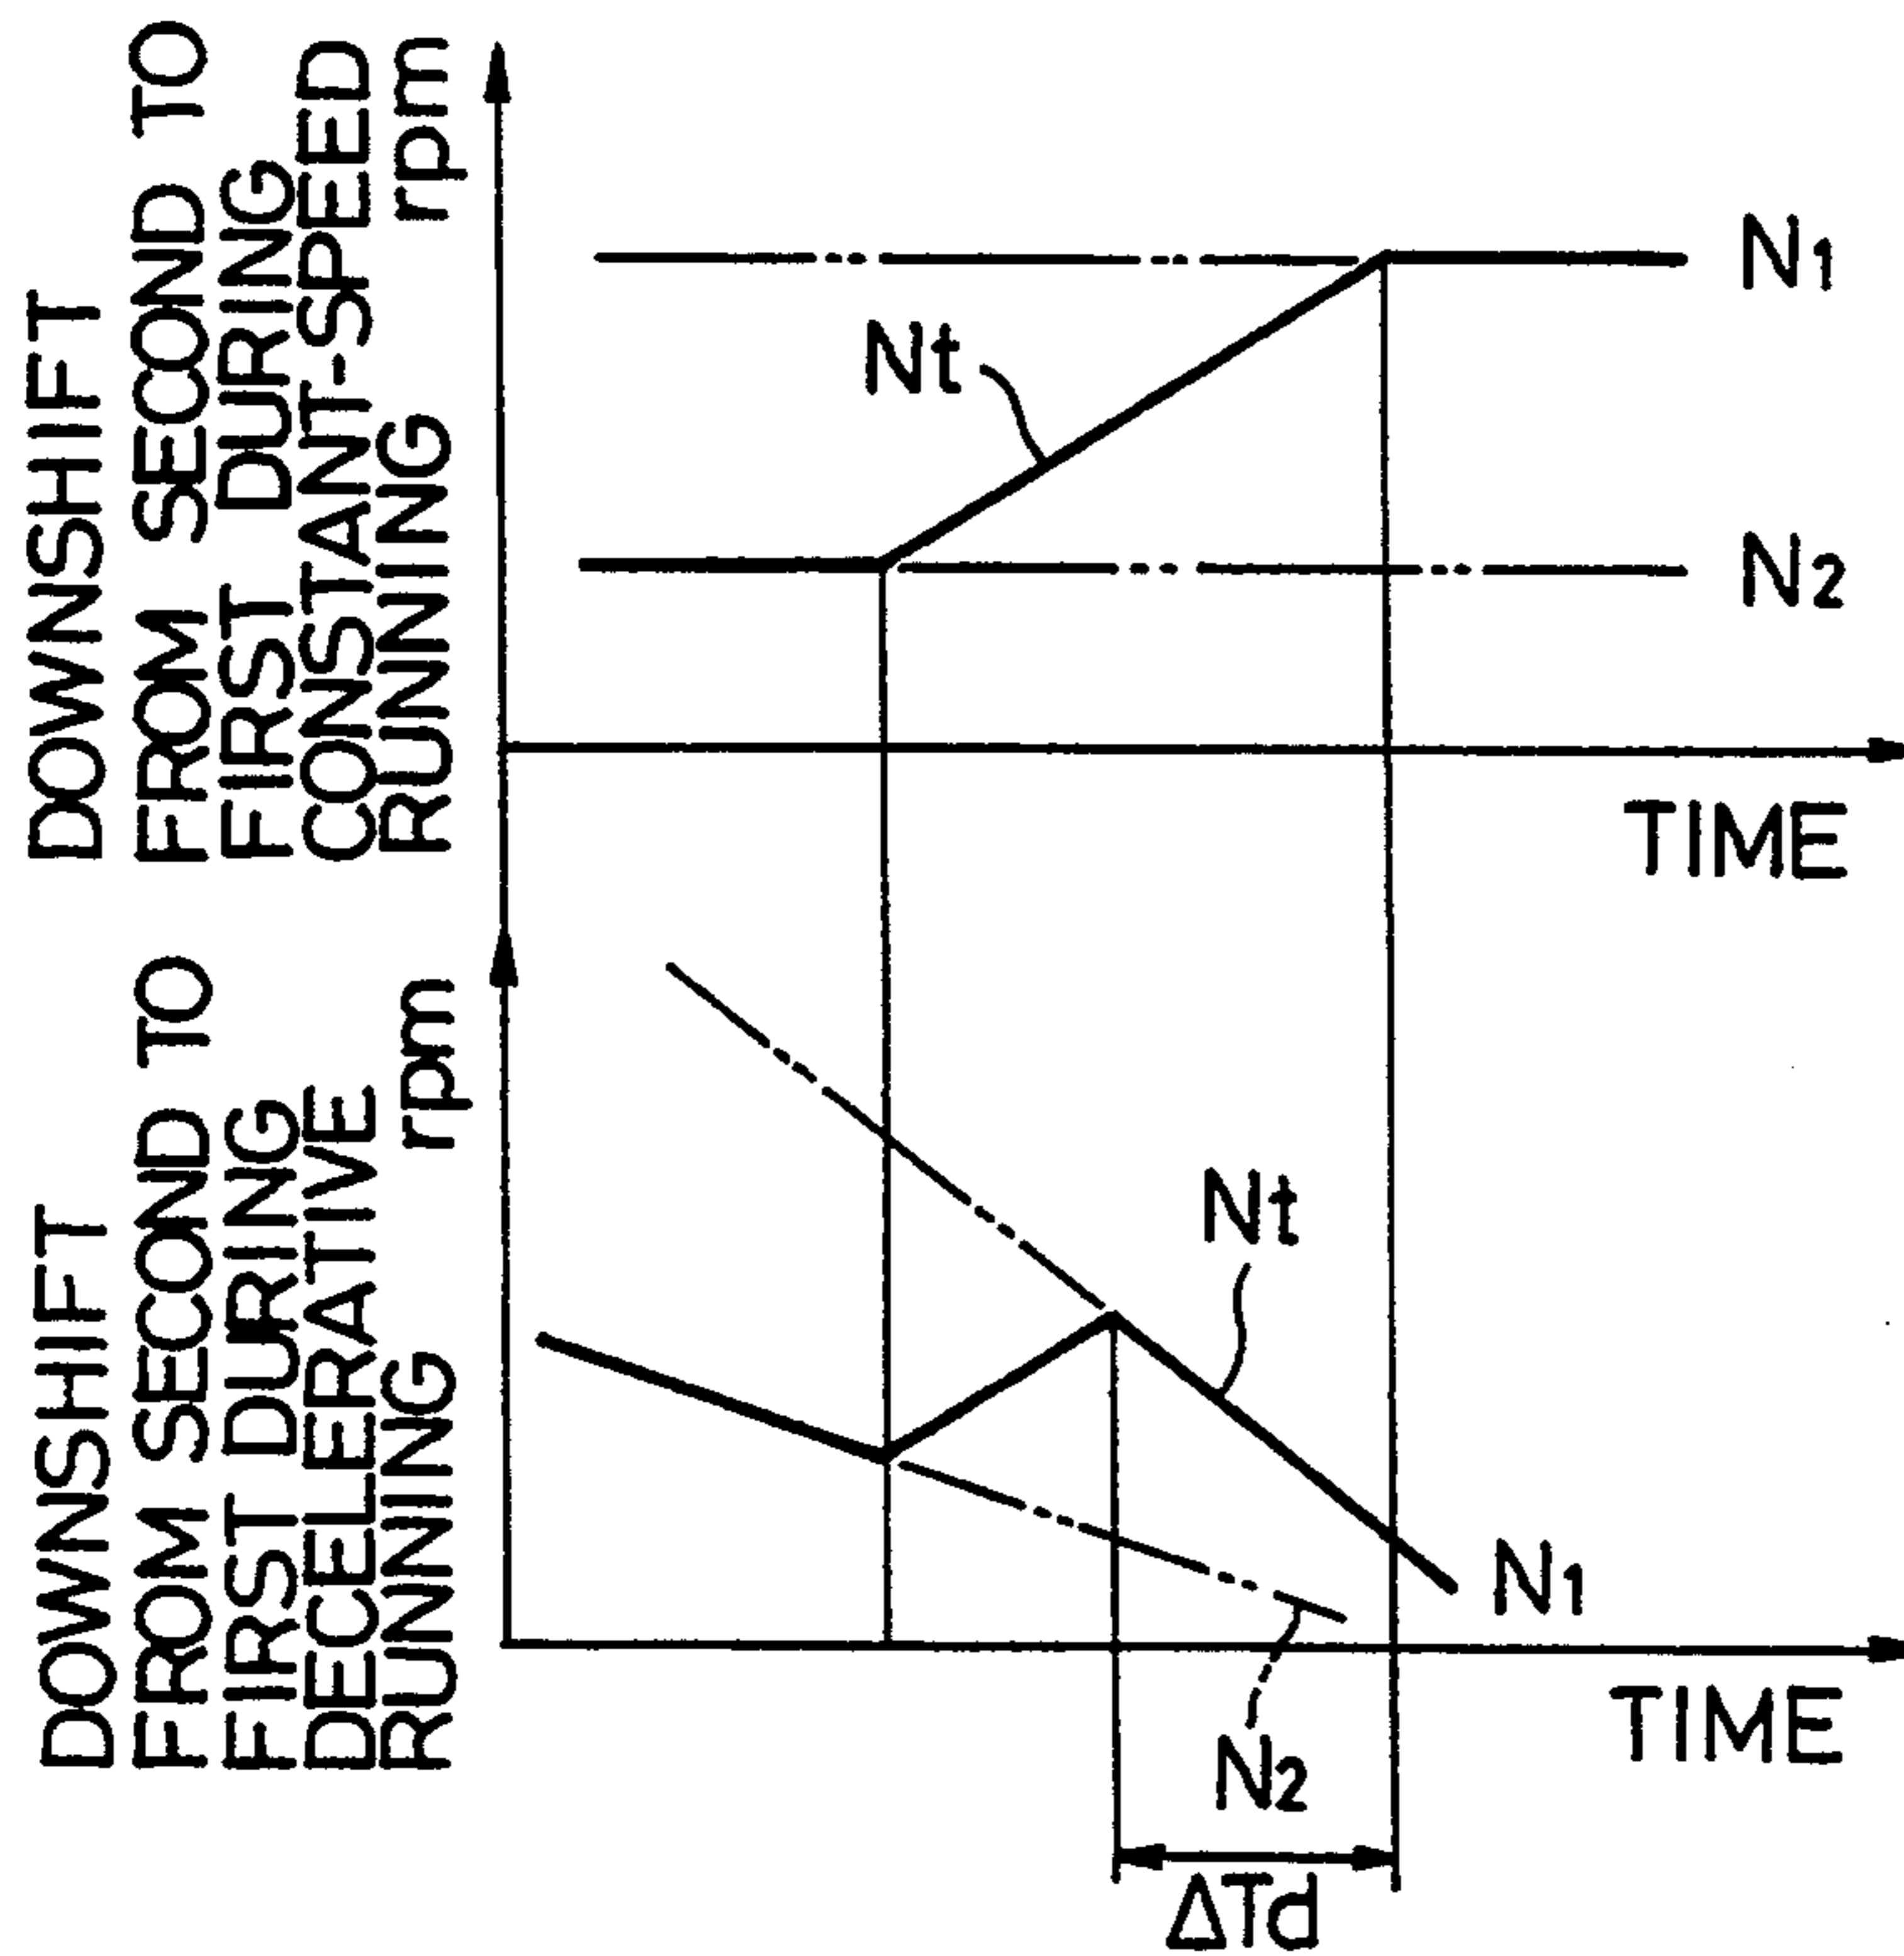 DOWNSHIFT
FROM SECOND TO
FIRST DURING
CONSTANT-SPEED
RUNNING
rpm
N1
Nt
N2
TIME
DOWNSHIFT
FROM SECOND TO
FIRST DURING
DECELERATIVE
RUNNING
rpm
Nt
N1
TIME
N2
ΔTd